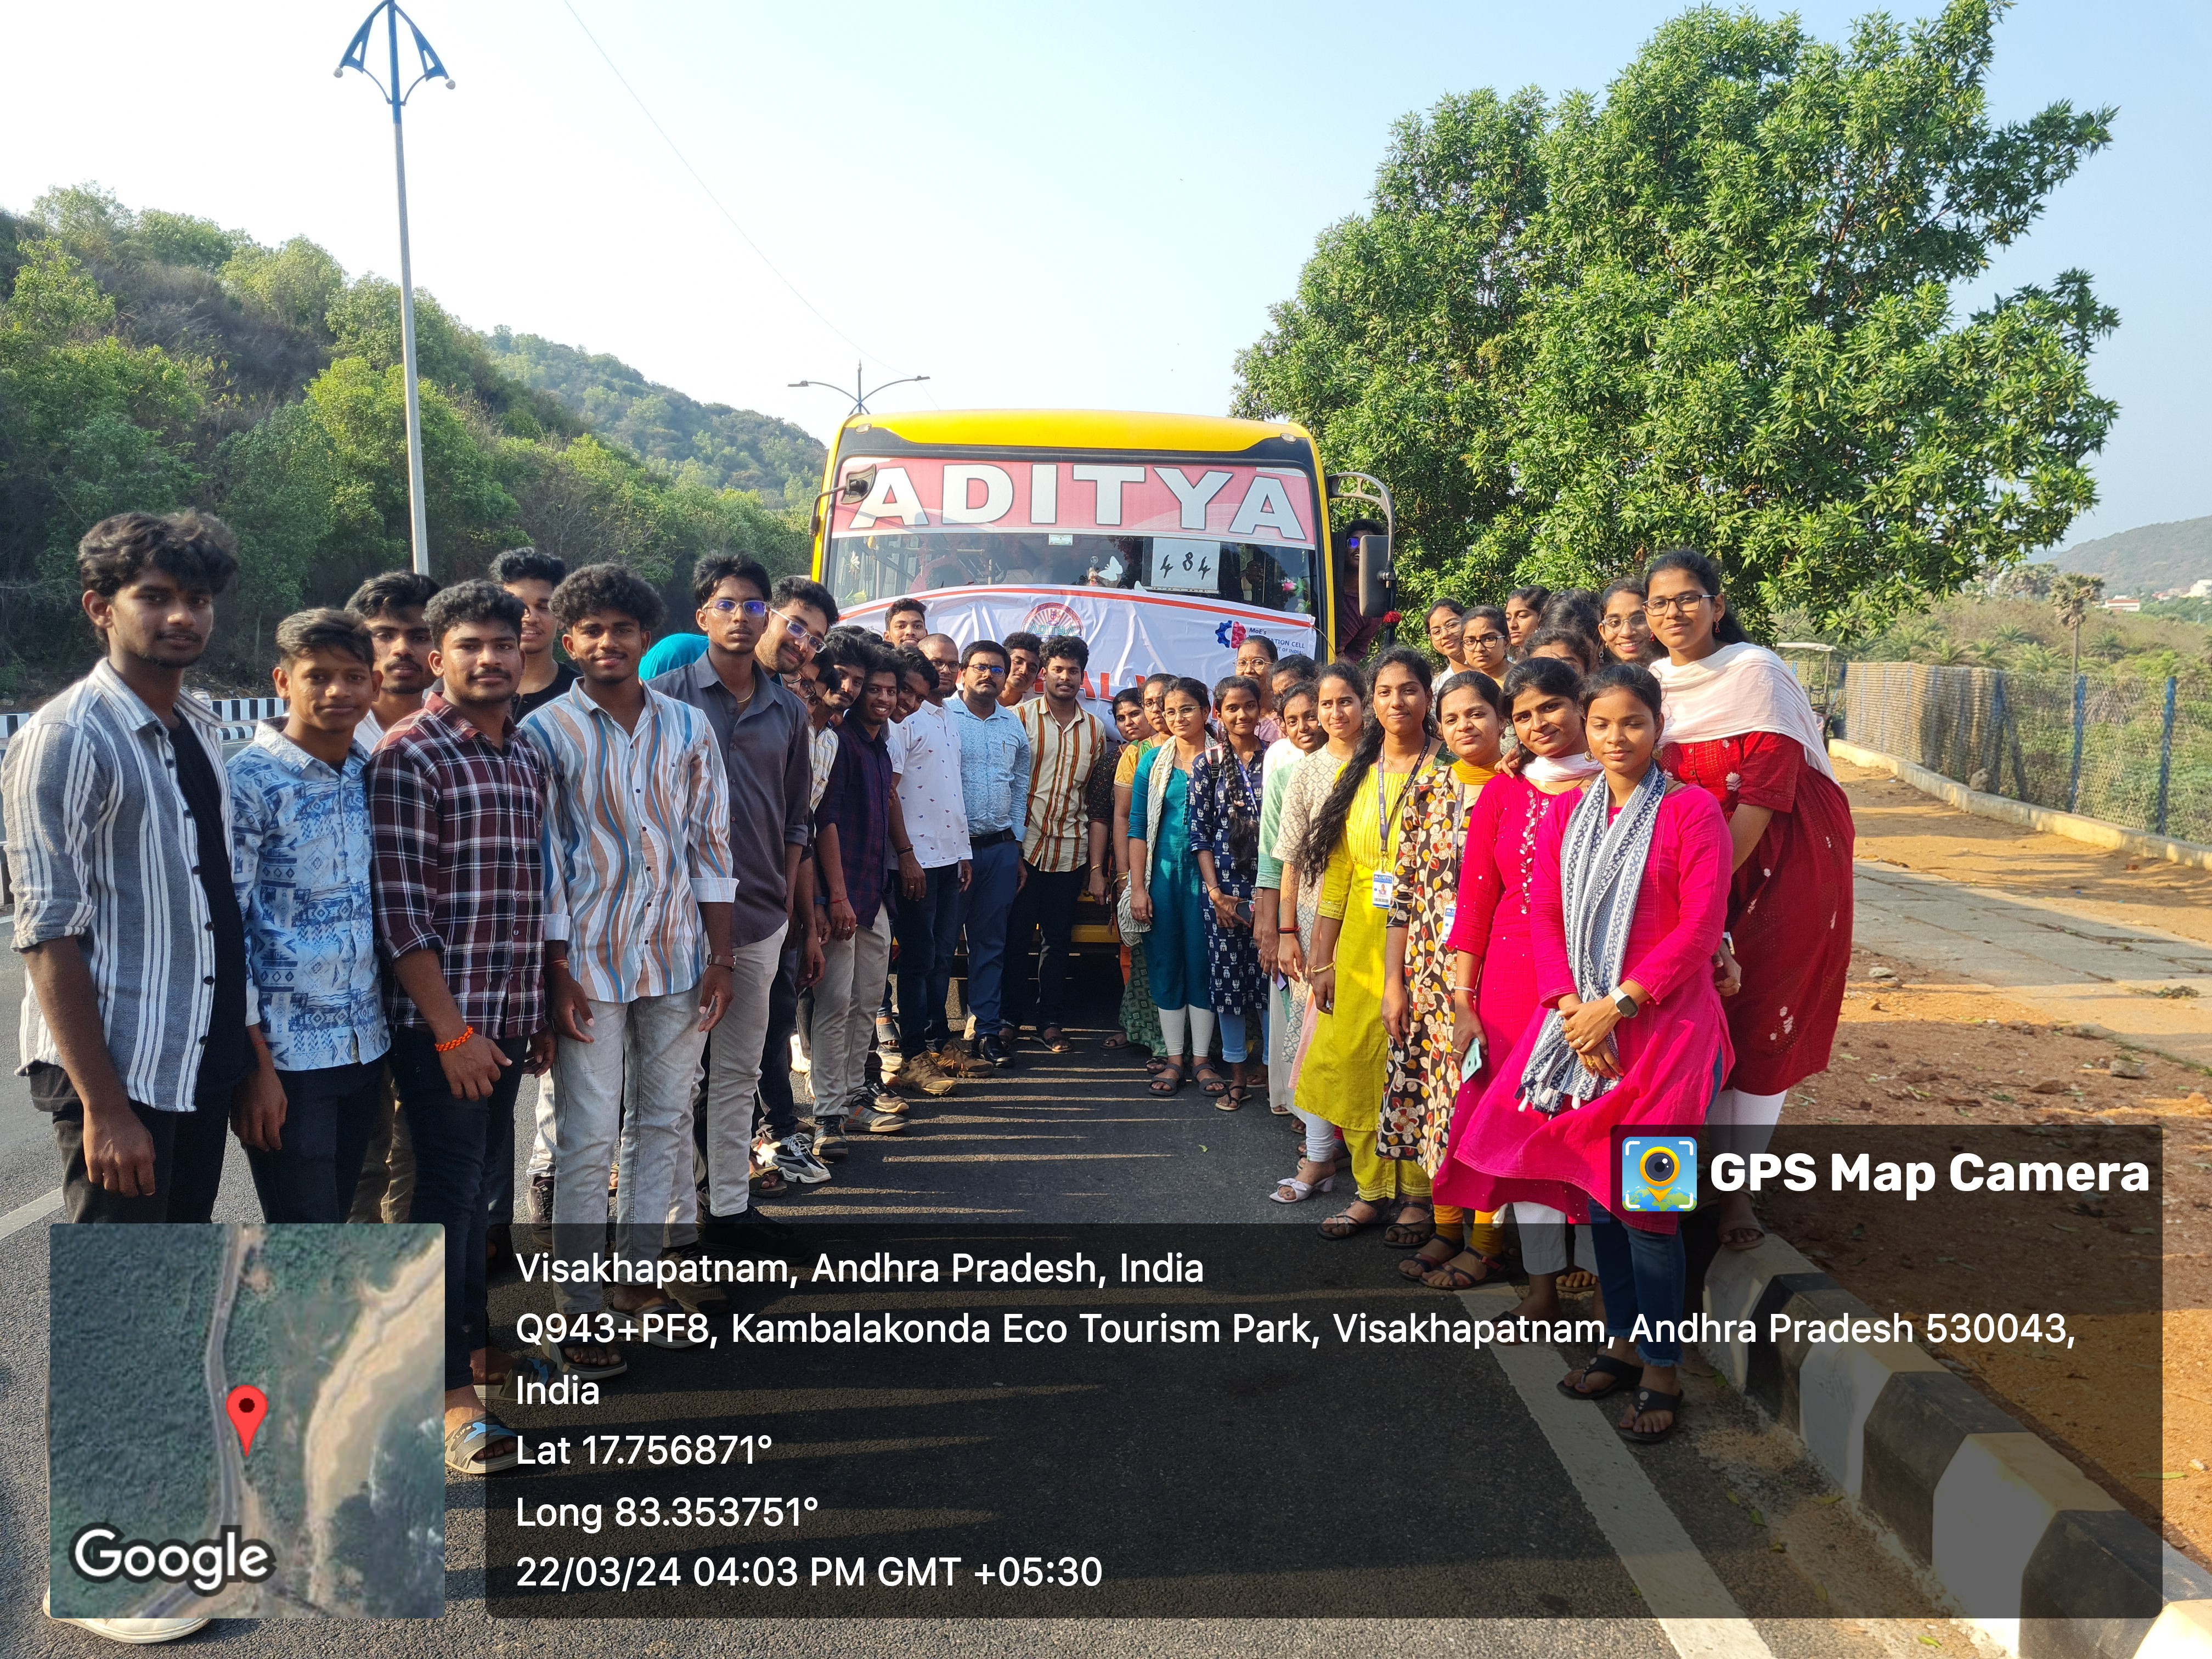 ADITYA
484
MoE's
GPS Map Camera
Visakhapatnam, Andhra Pradesh, India
Q943+PF8, Kambalakonda Eco Tourism Park, Visakhapatnam, Andhra Pradesh 530043,
India
Lat 17.756871°
Long 83.353751°
22/03/24 04:03 PM GMT +05:30
Google